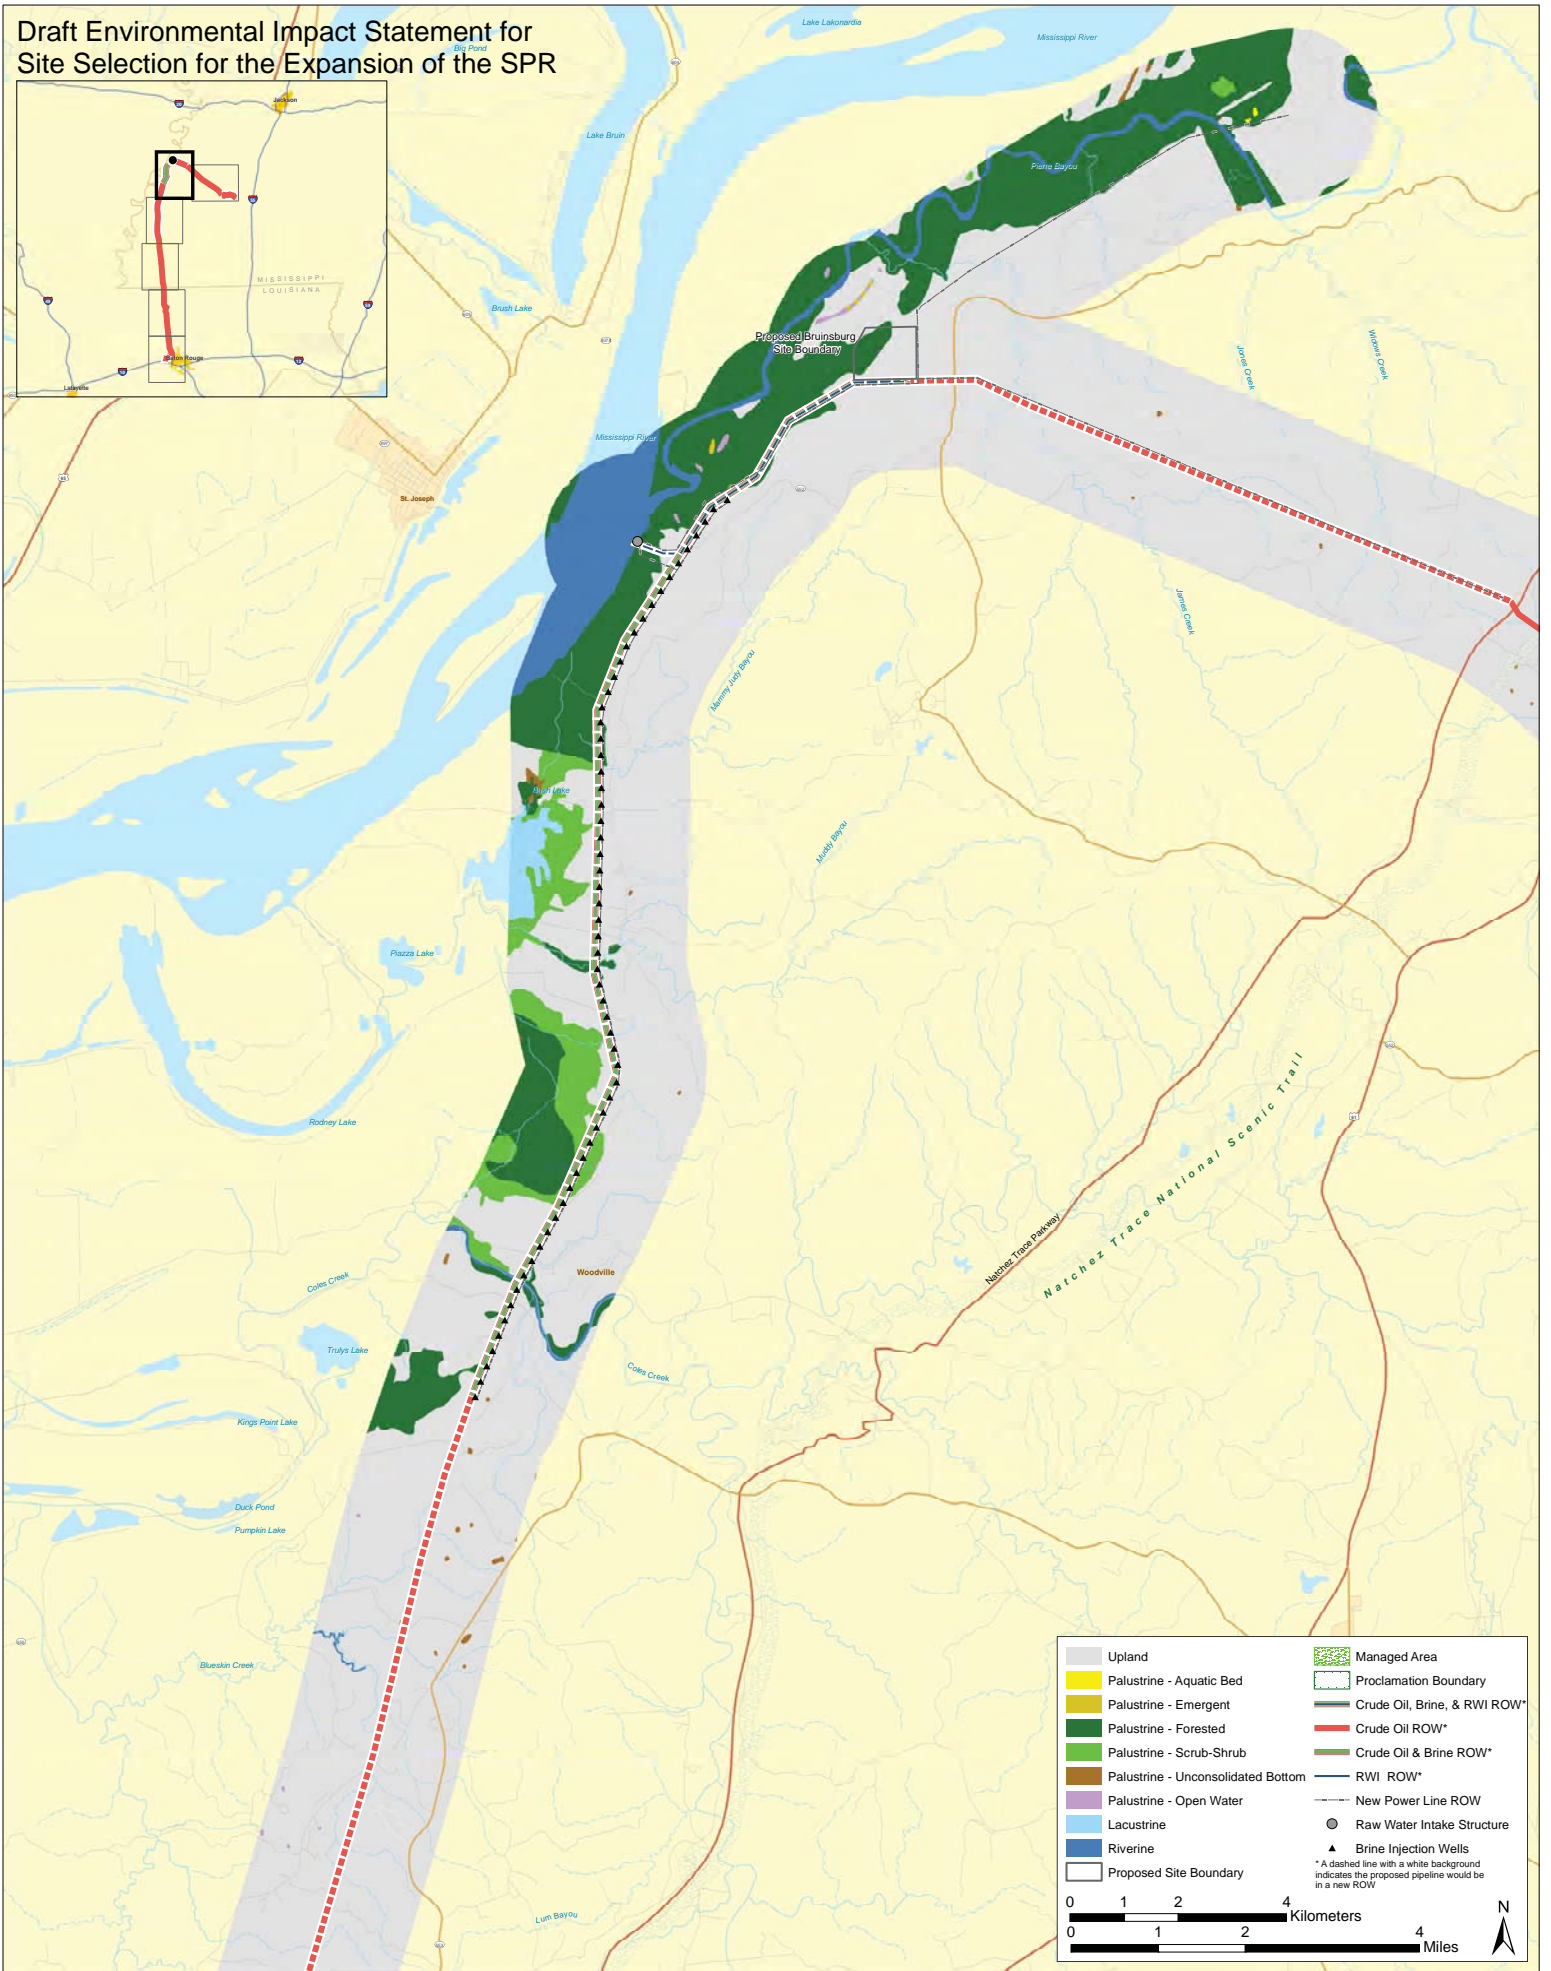 Draft Environmental Impact Statement for
Site Selection for the Expansion of the SPR
Big Pond
Lake Lakonardia
Mississippi River
Jackson
MISSISSIPPI
LOUISIANA
Baton Rouge
Lafayette
Lake Bruin
Brush Lake
Pierre Bayou
Proposed Bruinsburg
Site Boundary
Jones Creek
Widows Creek
Mississippi River
St. Joseph
James Creek
Mammy Judy Bayou
Bush Lake
Muddy Bayou
Piazza Lake
Rodney Lake
Natchez Trace National Scenic Trail
Natchez Trace Parkway
Woodville
Coles Creek
Trulys Lake
Coles Creek
Kings Point Lake
Duck Pond
Pumpkin Lake
Blueskin Creek
Lum Bayou
Upland
Palustrine - Aquatic Bed
Palustrine - Emergent
Palustrine - Forested
Palustrine - Scrub-Shrub
Palustrine - Unconsolidated Bottom
Palustrine - Open Water
Lacustrine
Riverine
Proposed Site Boundary
Managed Area
Proclamation Boundary
Crude Oil, Brine, & RWI ROW*
Crude Oil ROW*
Crude Oil & Brine ROW*
RWI ROW*
New Power Line ROW
Raw Water Intake Structure
Brine Injection Wells
* A dashed line with a white background
indicates the proposed pipeline would be
in a new ROW
0 1 2 4
Kilometers
0 1 2 4
Miles
N